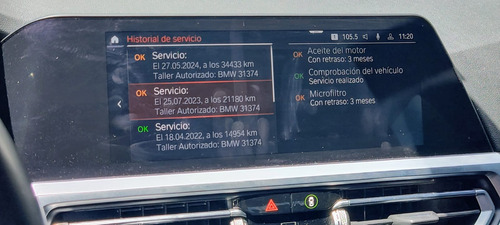 Historial de servicio
105.5
11:20
OK Servicio:
El 27.05.2024, a los 34433 km
Taller Autorizado: BMW 31374
OK Servicio:
El 25.07.2023, a los 21180 km
Taller Autorizado: BMW 31374
OK Servicio:
El 18.04.2022, a los 14954 km
Taller Autorizado: BMW 31374
OK Aceite del motor
Con retraso: 3 meses
OK Comprobación del vehículo
Servicio realizado
OK Microfiltro
Con retraso: 3 meses